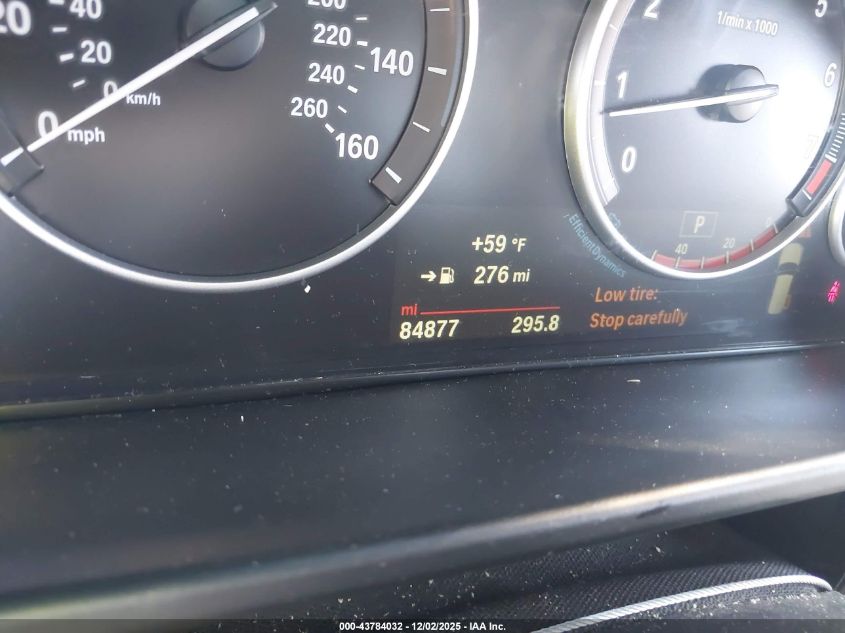 20 40 200 2 1/min x 1000 5
20 220 140 1 6
0 km/h 240
0 mph 260 160 0
+59 °F P
276 mi EfficientDynamics 40 20 0
mi Low tire:
84877 295.8 Stop carefully
000-43784032 - 12/02/2025 - IAA Inc.